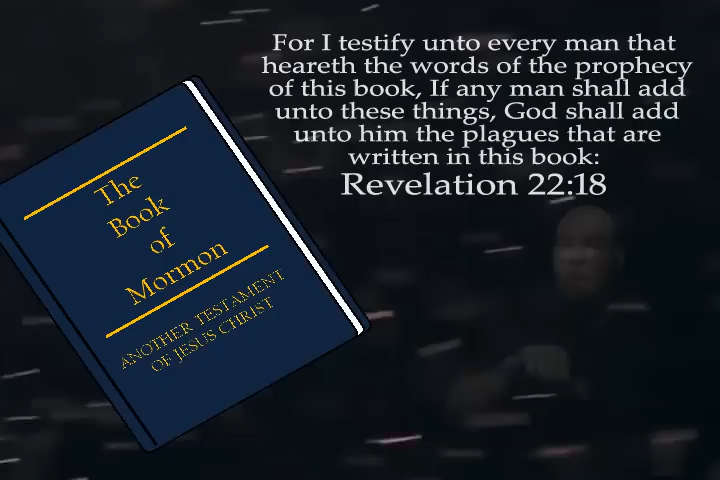 For I testify unto every man that
heareth the words of the prophecy
of this book, If any man shall add
unto these things, God shall add
unto him the plagues that are
written in this book:
Revelation 22:18
The
Book
of
Mormon
ANOTHER TESTAMENT
OF JESUS CHRIST